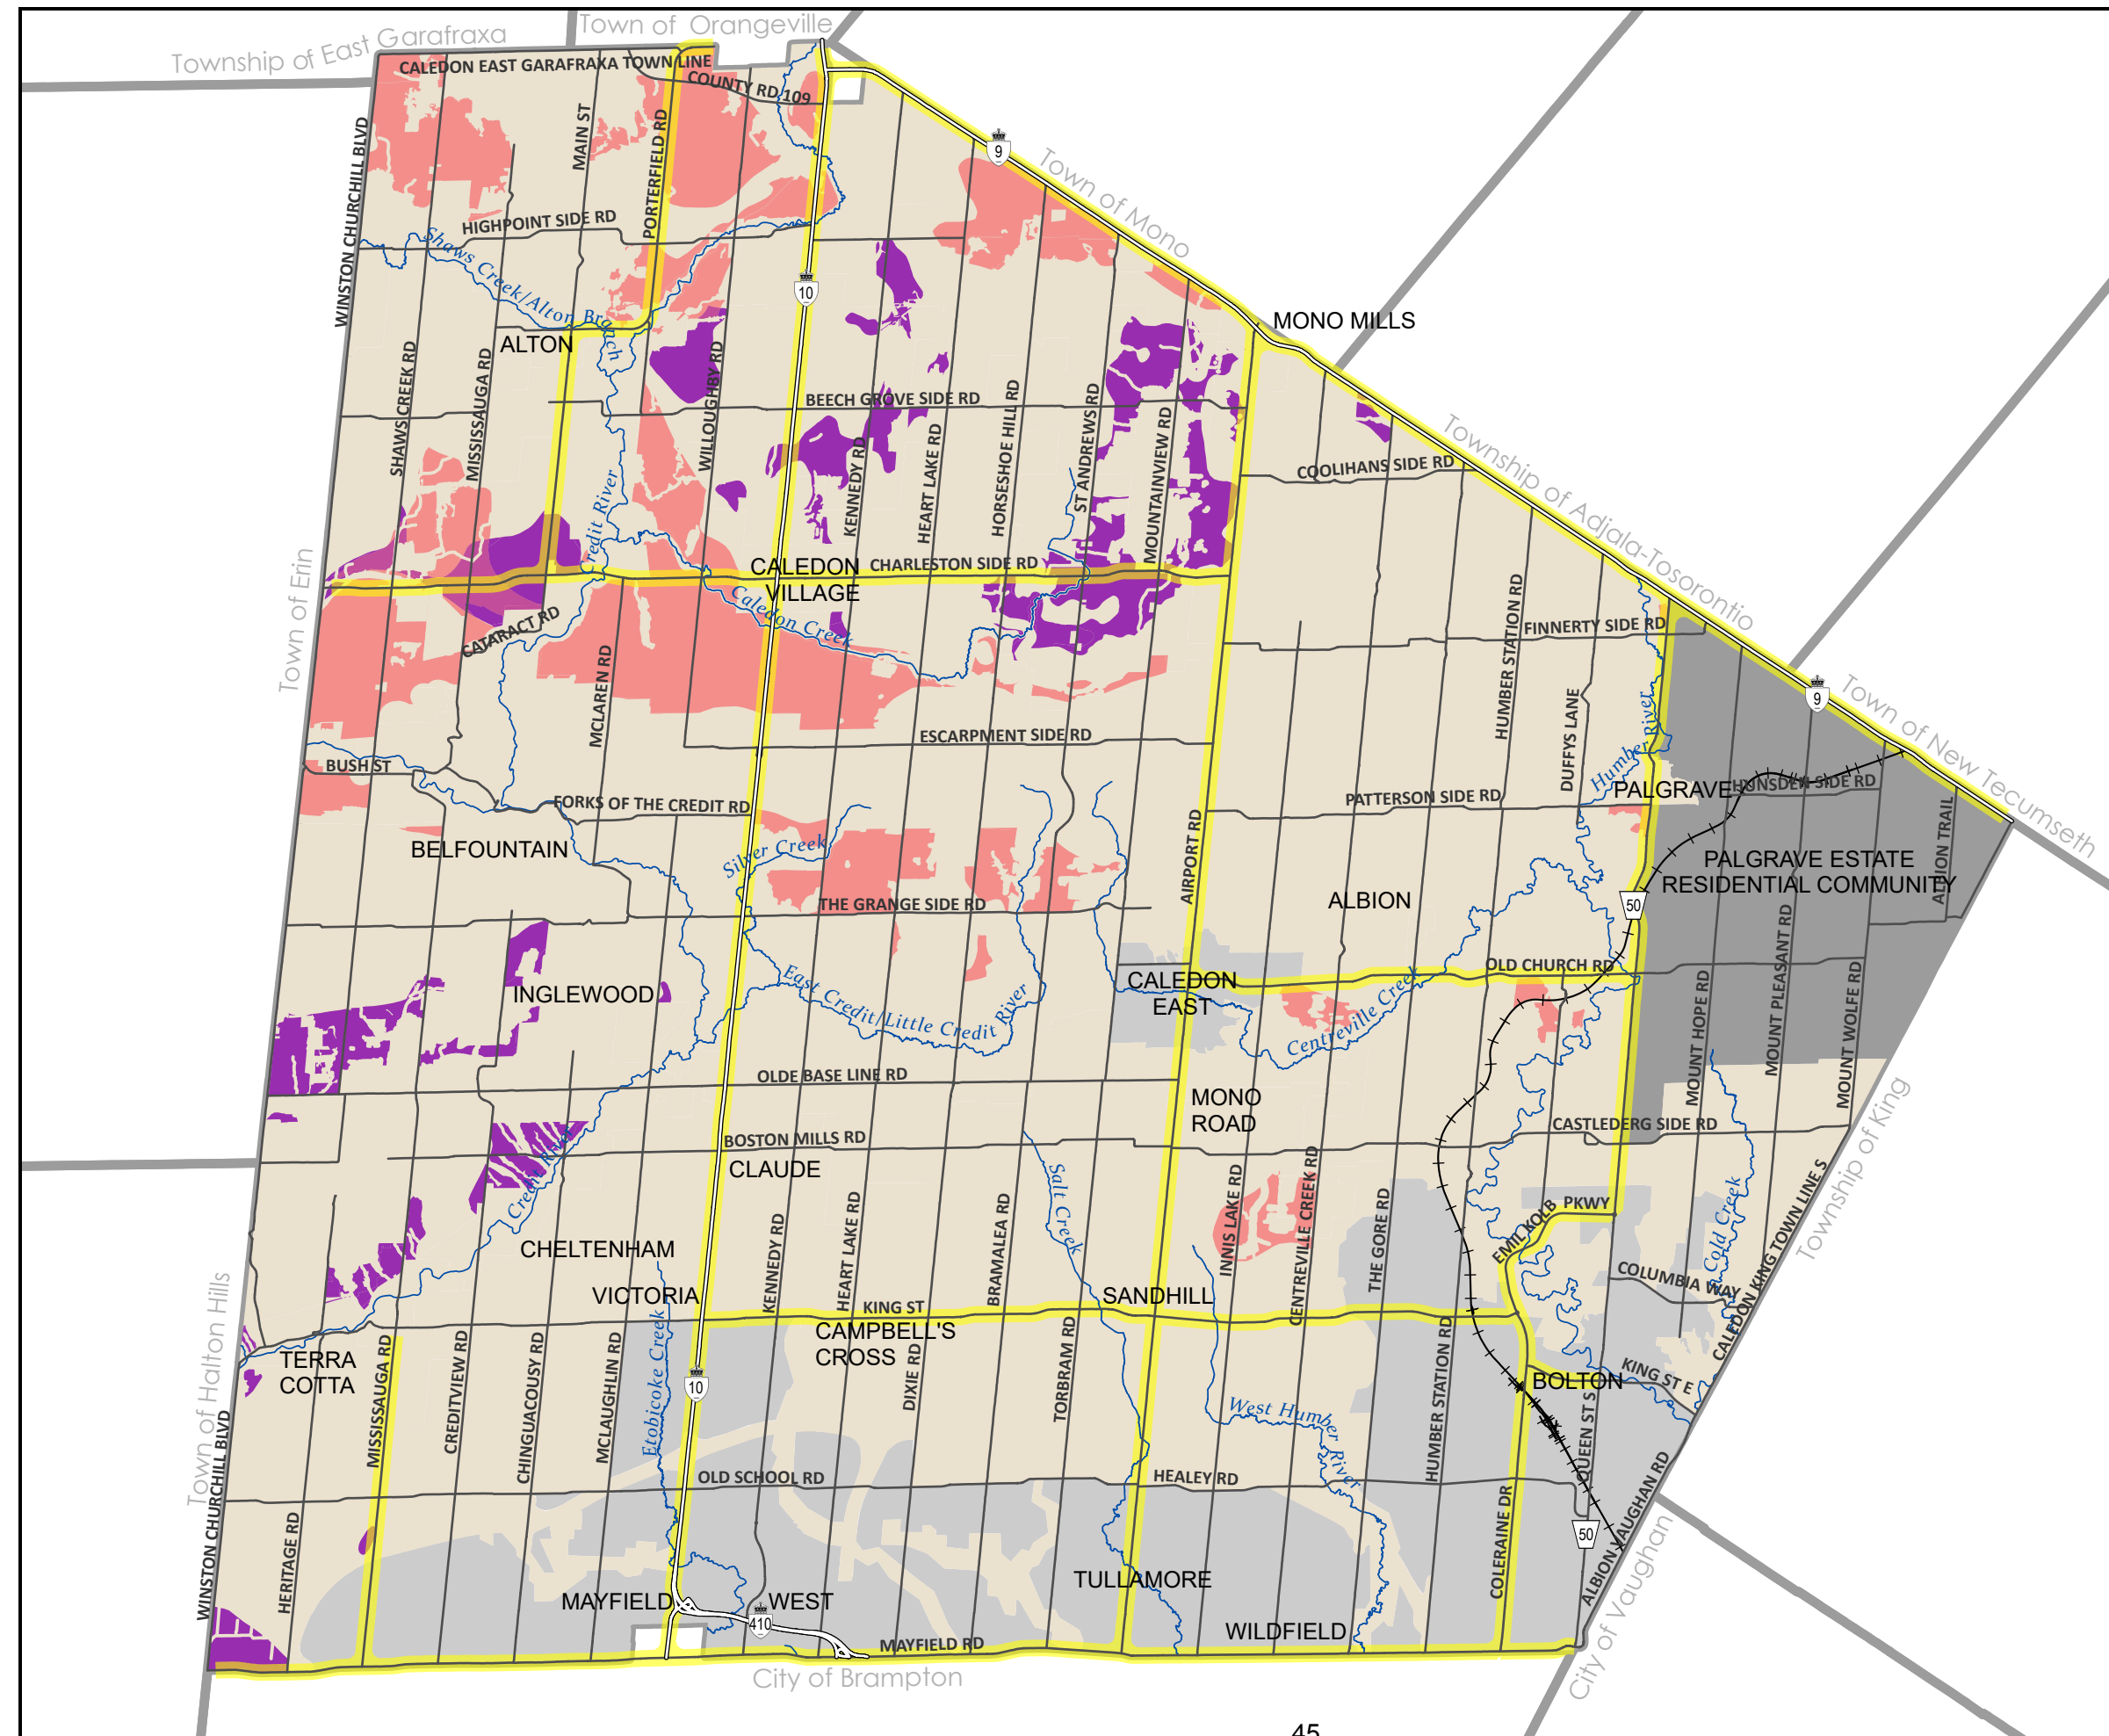 Township of East Garafraxa
Town of Orangeville
CALEDON EAST GARAFRAXA TOWN LINE
COUNTY RD 109
WINSTON CHURCHILL BLVD
MAIN ST
PORTERFIELD RD
9
Town of Mono
HIGHPOINT SIDE RD
Shaws Creek/Alton Branch
10
MONO MILLS
ALTON
SHAWS CREEK RD
MISSISSAUGA RD
WILLOUGHBY RD
BEECH GROVE SIDE RD
KENNEDY RD
HEART LAKE RD
HORSESHOE HILL RD
ST ANDREWS RD
MOUNTAINVIEW RD
COOLIHANS SIDE RD
Township of Adjala-Tosorontio
Credit River
Town of Erin
CALEDON
VILLAGE
CHARLESTON SIDE RD
Caledon Creek
CATARACT RD
MCLAREN RD
HUMBER STATION RD
FINNERTY SIDE RD
DUFFYS LANE
Humber River
9
Town of New Tecumseth
ESCARPMENT SIDE RD
BUSH ST
FORKS OF THE CREDIT RD
PATTERSON SIDE RD
PALGRAVE
HUNSDEN SIDE RD
ALBION TRAIL
BELFOUNTAIN
Silver Creek
AIRPORT RD
PALGRAVE ESTATE
RESIDENTIAL COMMUNITY
THE GRANGE SIDE RD
ALBION
50
MOUNT HOPE RD
MOUNT PLEASANT RD
MOUNT WOLFE RD
OLD CHURCH RD
CALEDON
EAST
INGLEWOOD
East Credit/Little Credit River
Centreville Creek
OLDE BASE LINE RD
MONO
ROAD
BOSTON MILLS RD
CASTLEDERG SIDE RD
CLAUDE
Township of King
Credit River
Salt Creek
INNIS LAKE RD
CENTREVILLE CREEK RD
THE GORE RD
EMIL KOLB PKWY
Cold Creek
CALEDON KING TOWN LINE S
CHELTENHAM
KENNEDY RD
HEART LAKE RD
BRAMALEA RD
COLUMBIA WAY
VICTORIA
KING ST
SANDHILL
CAMPBELL'S
CROSS
Town of Halton Hills
TERRA
COTTA
MISSISSAUGA RD
CREDITVIEW RD
CHINGUACOUSY RD
MCLAUGHLIN RD
Etobicoke Creek
10
DIXIE RD
TORBRAM RD
West Humber River
HUMBER STATION RD
BOLTON
KING ST E
QUEEN ST S
WINSTON CHURCHILL BLVD
OLD SCHOOL RD
HEALEY RD
COLERAINE DR
50
ALBION VAUGHAN RD
HERITAGE RD
TULLAMORE
MAYFIELD WEST
410
WILDFIELD
MAYFIELD RD
City of Brampton
City of Vaughan
45